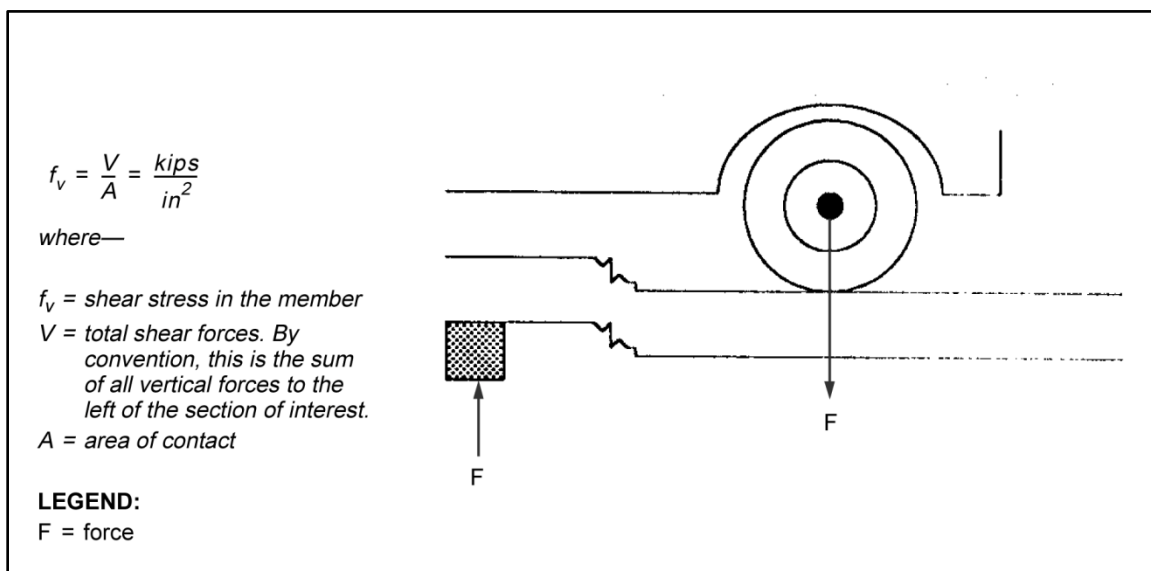 f_v = V/A = kips/in^2
where—
f_v = shear stress in the member
V = total shear forces. By
convention, this is the sum
of all vertical forces to the
left of the section of interest.
A = area of contact
LEGEND:
F = force
F
F